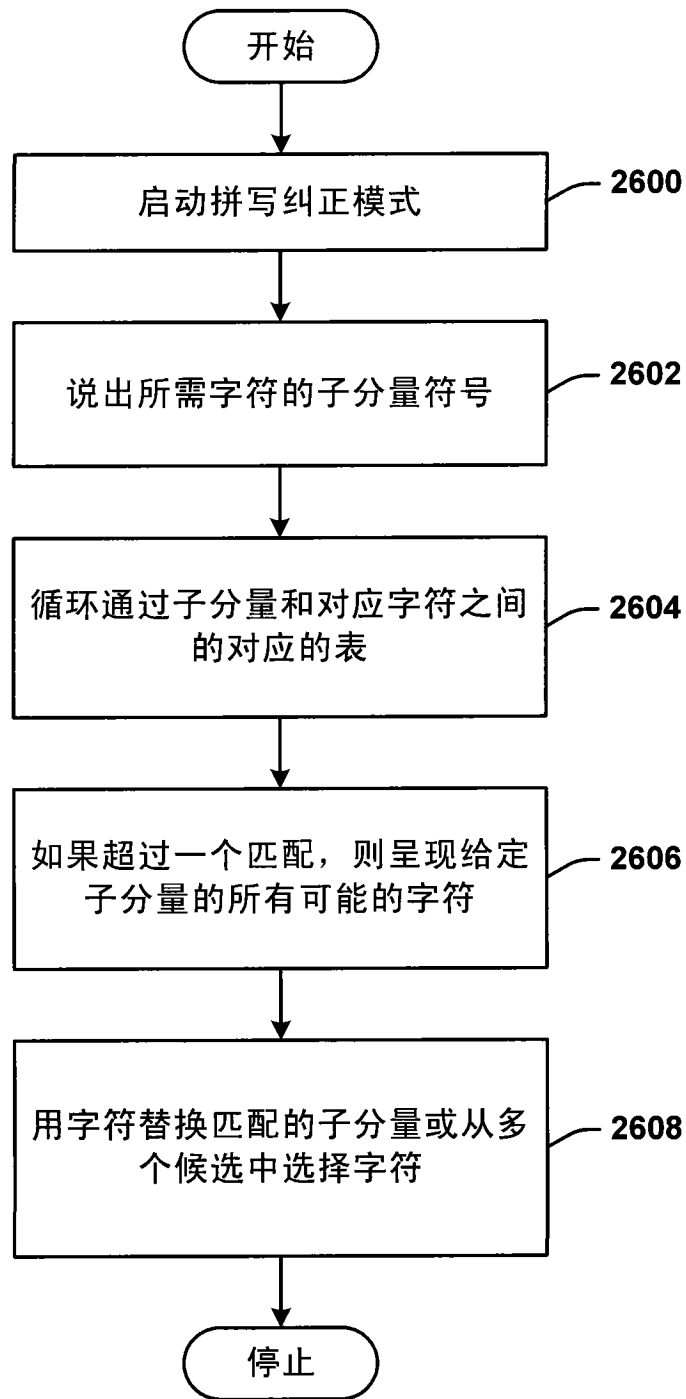 开始
启动拼写纠正模式
2600
说出所需字符的子分量符号
2602
循环通过子分量和对应字符之间
的对应的表
2604
如果超过一个匹配，则呈现给定
子分量的所有可能的字符
2606
用字符替换匹配的子分量或从多
个候选中选择字符
2608
停止